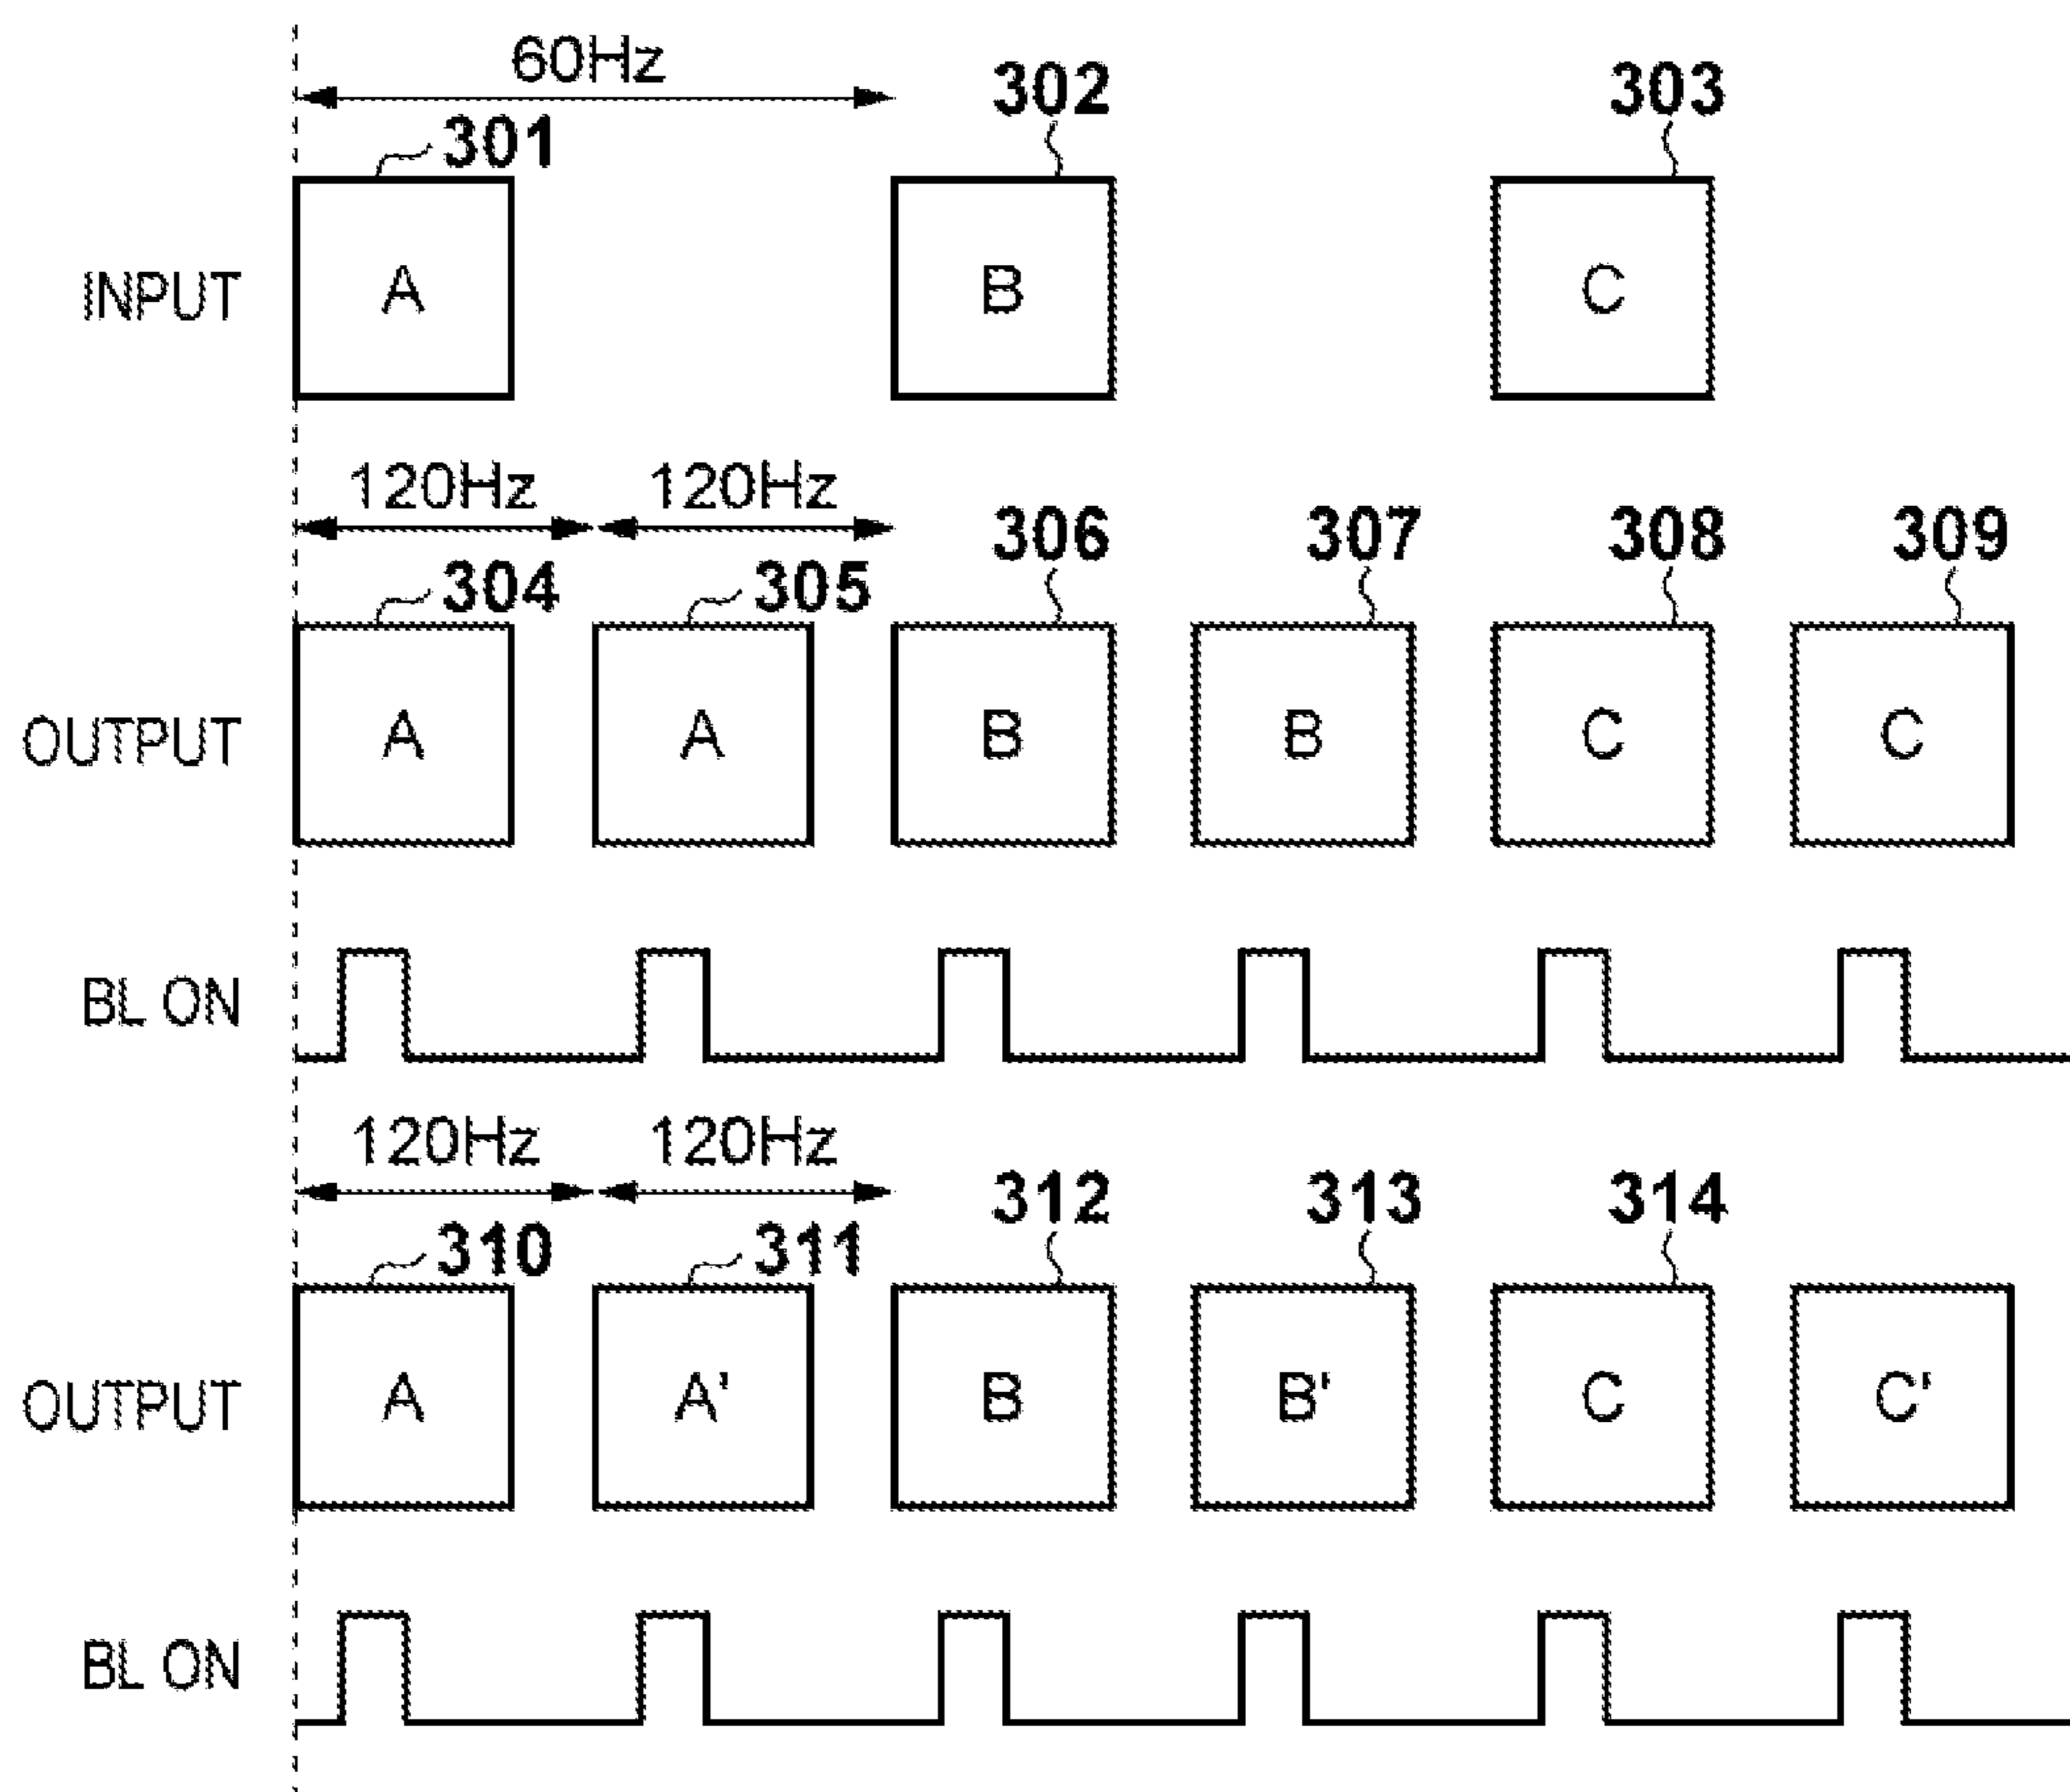 60Hz
301 302 303
INPUT A B C
120Hz 120Hz
304 305 306 307 308 309
OUTPUT A A B B C C
BL ON
120Hz 120Hz
310 311 312 313 314
OUTPUT A A' B B' C C'
BL ON